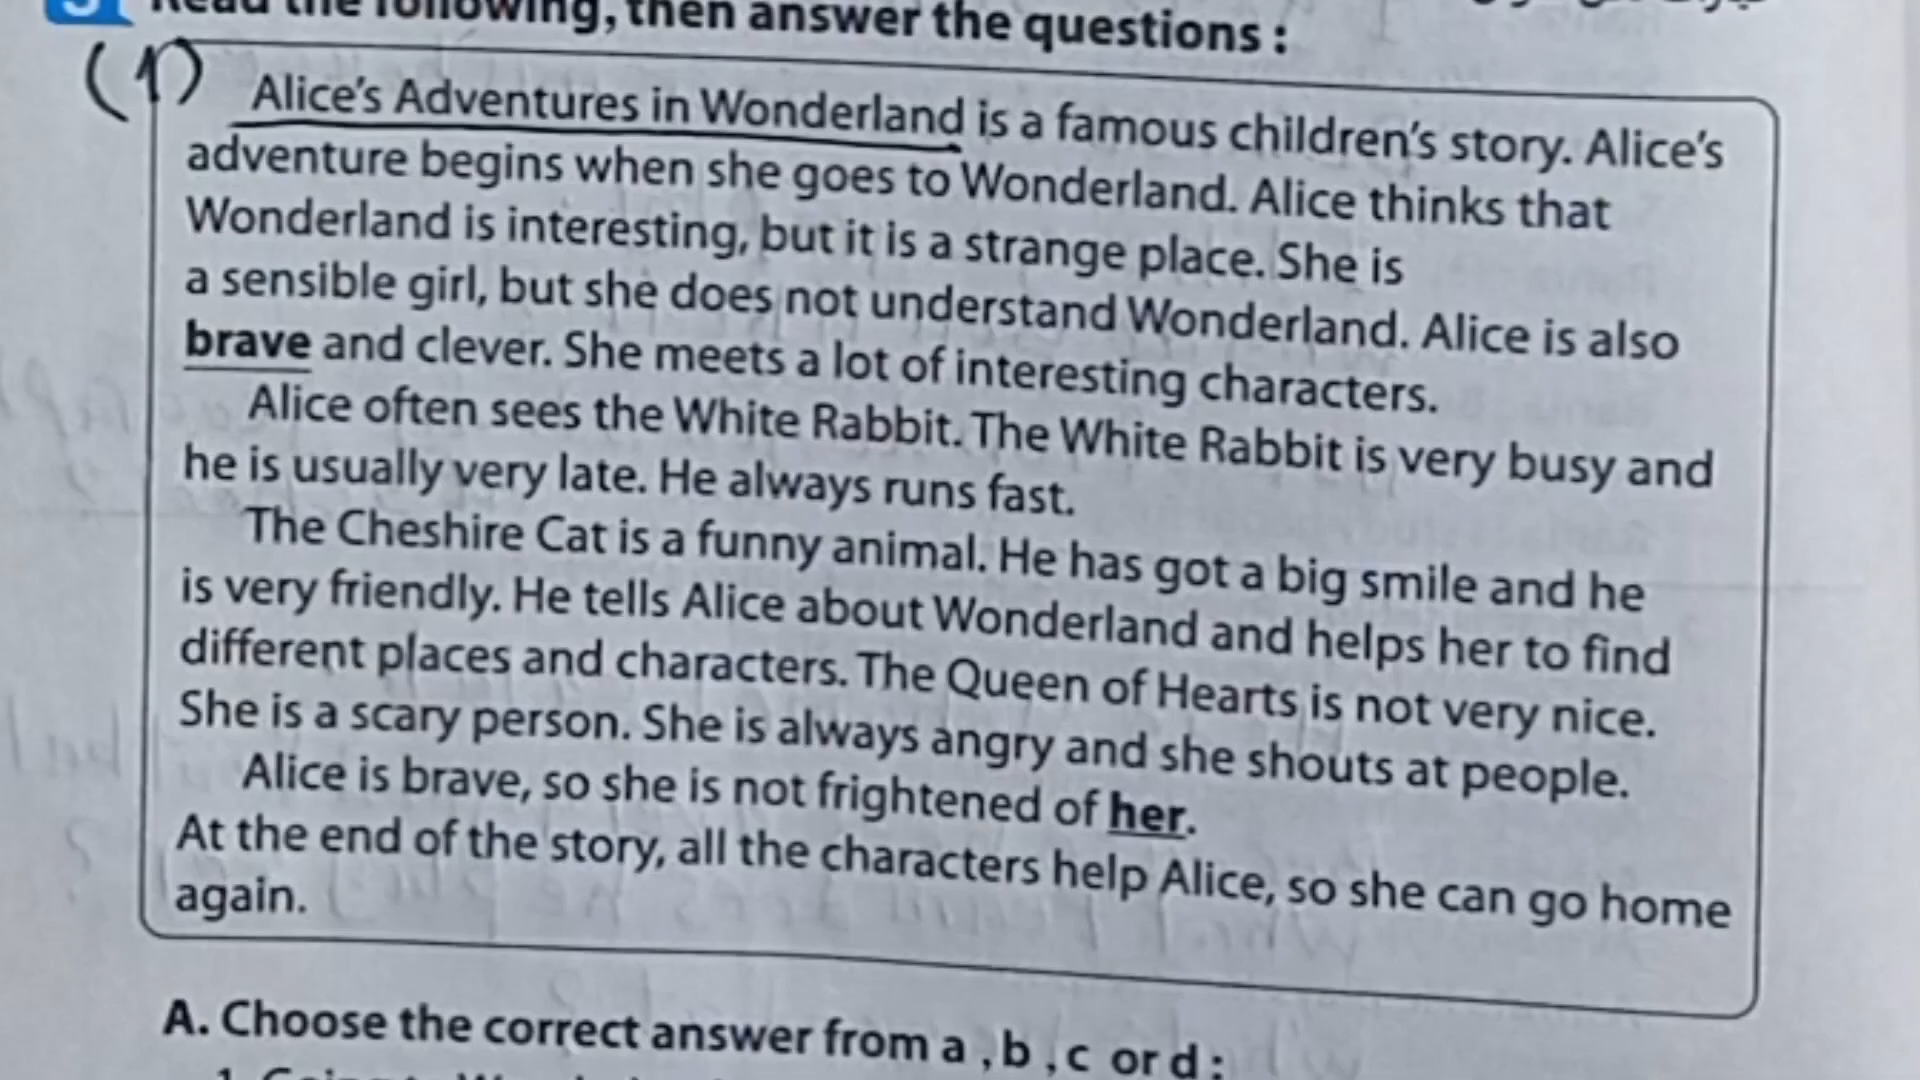 Read the following, then answer the questions :
(1)
Alice's Adventures in Wonderland is a famous children's story. Alice's
adventure begins when she goes to Wonderland. Alice thinks that
Wonderland is interesting, but it is a strange place. She is
a sensible girl, but she does not understand Wonderland. Alice is also
brave and clever. She meets a lot of interesting characters.
Alice often sees the White Rabbit. The White Rabbit is very busy and
he is usually very late. He always runs fast.
The Cheshire Cat is a funny animal. He has got a big smile and he
is very friendly. He tells Alice about Wonderland and helps her to find
different places and characters. The Queen of Hearts is not very nice.
She is a scary person. She is always angry and she shouts at people.
Alice is brave, so she is not frightened of her.
At the end of the story, all the characters help Alice, so she can go home
again.
A. Choose the correct answer from a , b , c or d :